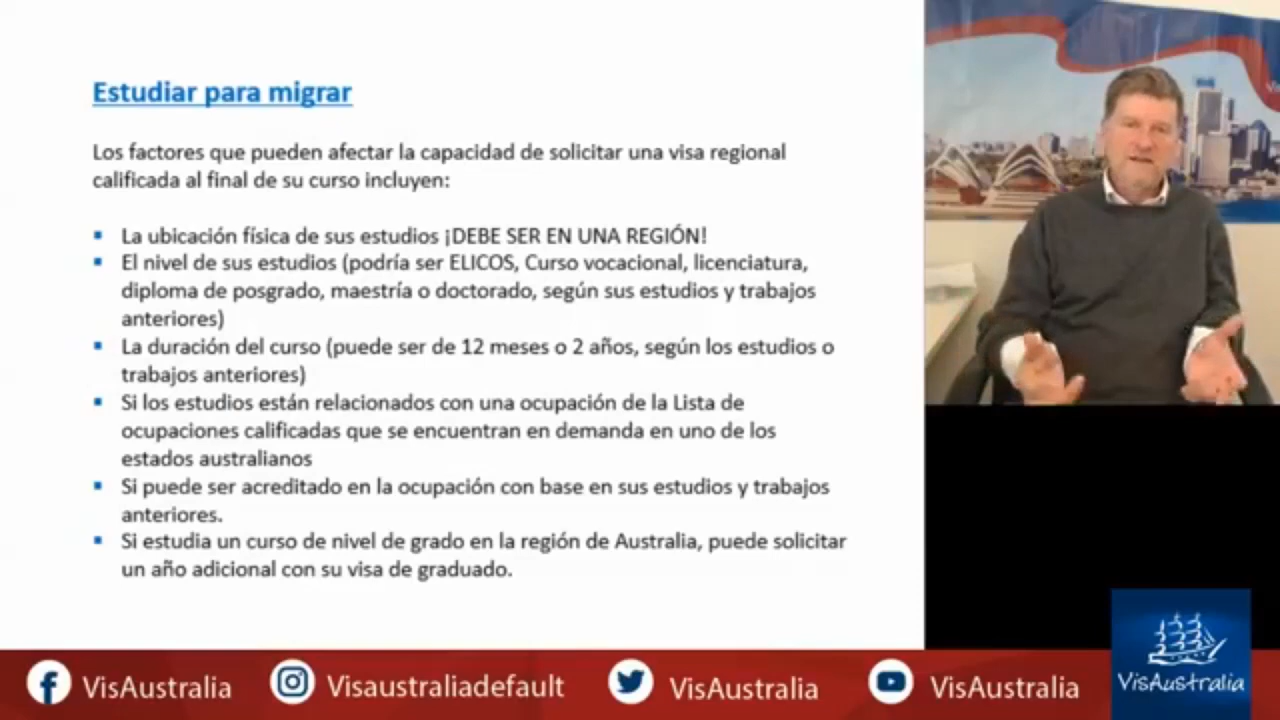 Estudiar para migrar
Los factores que pueden afectar la capacidad de solicitar una visa regional
calificada al final de su curso incluyen:
▪ La ubicación física de sus estudios ¡DEBE SER EN UNA REGIÓN!
▪ El nivel de sus estudios (podría ser ELICOS, Curso vocacional, licenciatura,
diploma de posgrado, maestría o doctorado, según sus estudios y trabajos
anteriores)
▪ La duración del curso (puede ser de 12 meses o 2 años, según los estudios o
trabajos anteriores)
▪ Si los estudios están relacionados con una ocupación de la Lista de
ocupaciones calificadas que se encuentran en demanda en uno de los
estados australianos
▪ Si puede ser acreditado en la ocupación con base en sus estudios y trabajos
anteriores.
▪ Si estudia un curso de nivel de grado en la región de Australia, puede solicitar
un año adicional con su visa de graduado.
VisAustralia
Visaustraliadefault
VisAustralia
VisAustralia
VisAustralia